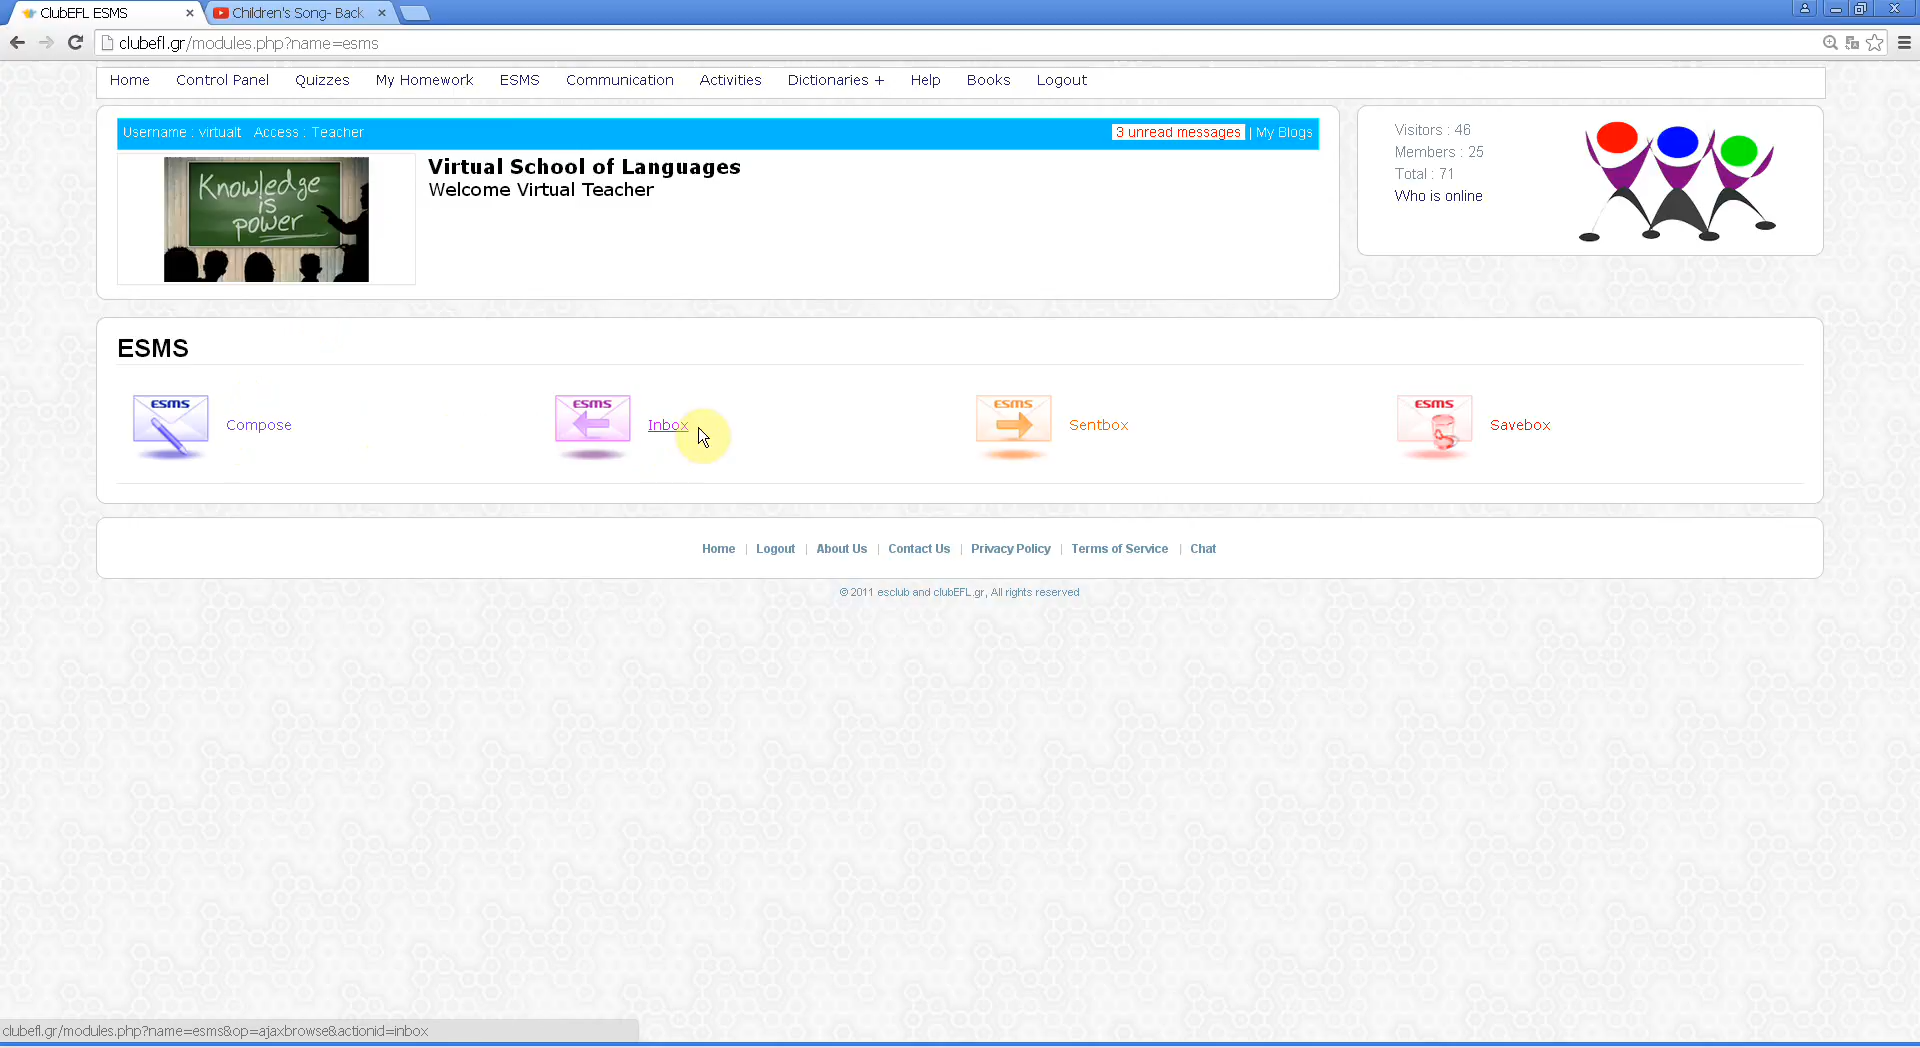 ClubEFL ESMS
Children's Song- Back
clubefl.gr/modules.php?name=esms
Home Control Panel Quizzes My Homework ESMS Communication Activities Dictionaries + Help Books Logout
Username : virtualt Access : Teacher 3 unread messages | My Blogs
Knowledge is power
Virtual School of Languages
Welcome Virtual Teacher
Visitors : 46
Members : 25
Total : 71
Who is online
ESMS
ESMS Compose
ESMS Inbox
ESMS Sentbox
ESMS Savebox
Home | Logout | About Us | Contact Us | Privacy Policy | Terms of Service | Chat
© 2011 esclub and clubEFL.gr, All rights reserved
clubefl.gr/modules.php?name=esms&op=ajaxbrowse&actionid=inbox